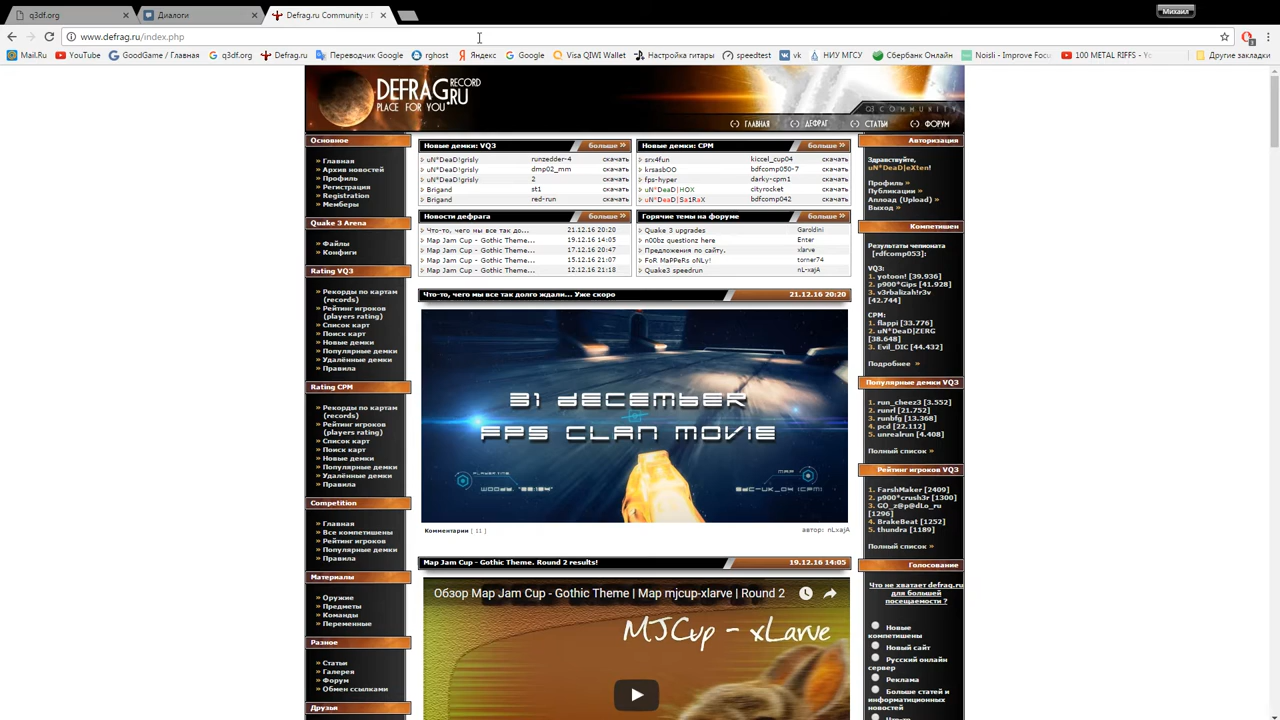 q3df.org
Диалоги
Defrag.ru Community ::
Михаил
www.defrag.ru/index.php
Mail.Ru
YouTube
GoodGame / Главная
q3df.org
Defrag.ru
Переводчик Google
rghost
Яндекс
Google
Visa QIWI Wallet
Настройка гитары
speedtest
vk
НИУ МГСУ
Сбербанк Онлайн
Noisli - Improve Focu
100 METAL RIFFS - Yo
Другие закладки
DEFRAG.RU
RECORD
PLACE FOR YOU
Q3 COMMUNITY
ГЛАВНАЯ
ДЕФРАГ
СТАТЬИ
ФОРУМ
Основное
Главная
Архив новостей
Профиль
Регистрация
Registration
Мемберы
Quake 3 Arena
Файлы
Конфиги
Rating VQ3
Рекорды по картам
(records)
Рейтинг игроков
(players rating)
Список карт
Поиск карт
Новые демки
Популярные демки
Удалённые демки
Правила
Rating CPM
Рекорды по картам
(records)
Рейтинг игроков
(players rating)
Список карт
Поиск карт
Новые демки
Популярные демки
Удалённые демки
Правила
Competition
Главная
Все компетишены
Рейтинг игроков
Популярные демки
Правила
Материалы
Оружие
Предметы
Команды
Переменные
Разное
Статьи
Галерея
Форум
Обмен ссылками
Друзья
Новые демки: VQ3 больше
uN*DeaD!grisly runzedder-4 скачать
uN*DeaD!grisly dmp02_mm скачать
uN*DeaD!grisly 2 скачать
Brigand st1 скачать
Brigand red-run скачать
Новые демки: CPM больше
srx4fun kiccel_cup04 скачать
krsasbOO bdfcomp050-7 скачать
fps-hyper darky-cpm1 скачать
uN*DeaD|HOX cityrocket скачать
uN*DeaD|Sa1RaX bdfcomp042 скачать
Новости дефрага больше
Что-то, чего мы все так до... 21.12.16 20:20
Map Jam Cup - Gothic Theme... 19.12.16 14:05
Map Jam Cup - Gothic Theme... 17.12.16 20:47
Map Jam Cup - Gothic Theme... 15.12.16 21:07
Map Jam Cup - Gothic Theme... 12.12.16 21:18
Горячие темы на форуме больше
Quake 3 upgrades Garoldini
n00bz questionz here Enter
Предложения по сайту. xlarve
FoR MaPPeRs oNLy! torner74
Quake3 speedrun nL-xajA
Что-то, чего мы все так долго ждали... Уже скоро 21.12.16 20:20
31 DECEMBER
FPS CLAN MOVIE
Комментарии [ 11 ] автор: nLxajA
Map Jam Cup - Gothic Theme. Round 2 results! 19.12.16 14:05
Обзор Map Jam Cup - Gothic Theme | Map mjcup-xlarve | Round 2
MJCup - xLarve
Авторизация
Здравствуйте,
uN*DeaD|eXten!
Профиль
Публикации
Аплоад (Upload)
Выход
Компетишен
Результаты чемпионата
[rdfcomp053]:
VQ3:
1. yotoon! [39.936]
2. p900*Gips [41.928]
3. v3rbalizah!r3v
[42.744]
CPM:
1. flappi [33.776]
2. uN*DeaD|ZERG
[38.648]
3. Evil_DIC [44.432]
Подробнее
Популярные демки VQ3
1. run_cheez3 [3.552]
2. runrl [21.752]
3. runbfg [13.368]
4. pcd [22.112]
5. unrealrun [4.408]
Полный список
Рейтинг игроков VQ3
1. FarshMaker [2409]
2. p900*crush3r [1300]
3. GO_z@p@dLo_ru
[1296]
4. BrakeBeat [1252]
5. thundra [1189]
Полный список
Голосование
Что не хватает defrag.ru
для большей
посещаемости ?
Новые
компетишены
Новый сайт
Русский онлайн
сервер
Реклама
Больше статей и
информационных
новостей